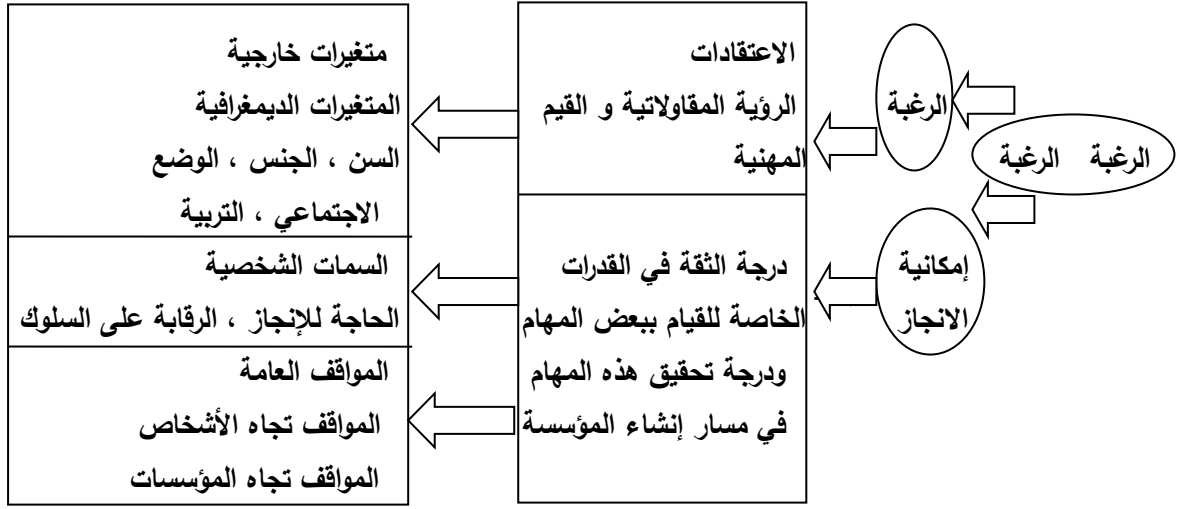 الرغبة الرغبة
الرغبة
إمكانية
الانجاز
الاعتقادات
الرؤية المقاولاتية و القيم
المهنية
درجة الثقة في القدرات
الخاصة للقيام ببعض المهام
ودرجة تحقيق هذه المهام
في مسار إنشاء المؤسسة
متغيرات خارجية
المتغيرات الديمغرافية
السن ، الجنس ، الوضع
الاجتماعي ، التربية
السمات الشخصية
الحاجة للإنجاز ، الرقابة على السلوك
المواقف العامة
المواقف تجاه الأشخاص
المواقف تجاه المؤسسات